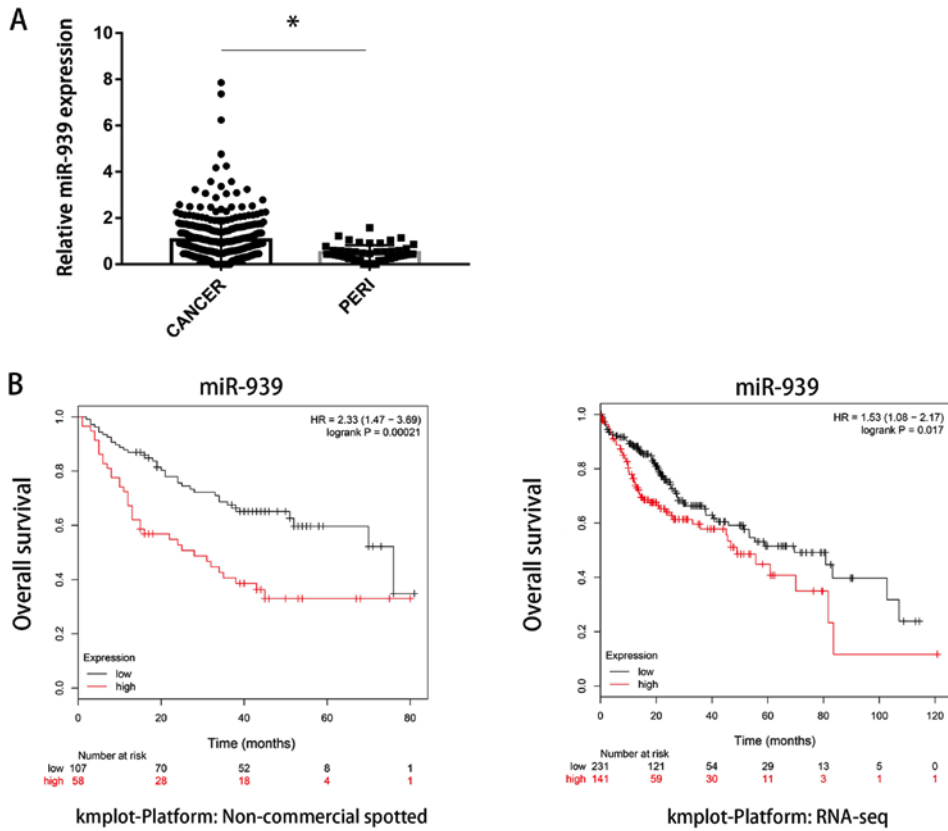 A
*
Relative miR-939 expression
10
8
6
4
2
0
CANCER
PERI
B
miR-939
HR = 2.33 (1.47 − 3.69)
logrank P = 0.00021
Overall survival
1.0
0.8
0.6
0.4
0.2
0.0
Expression
low
high
0 20 40 60 80
Time (months)
Number at risk
low 107 70 52 8 1
high 58 28 18 4 1
kmplot-Platform: Non-commercial spotted
miR-939
HR = 1.53 (1.08 − 2.17)
logrank P = 0.017
Overall survival
1.0
0.8
0.6
0.4
0.2
0.0
Expression
low
high
0 20 40 60 80 100 120
Time (months)
Number at risk
low 231 121 54 29 13 5 0
high 141 59 30 11 3 1 1
kmplot-Platform: RNA-seq